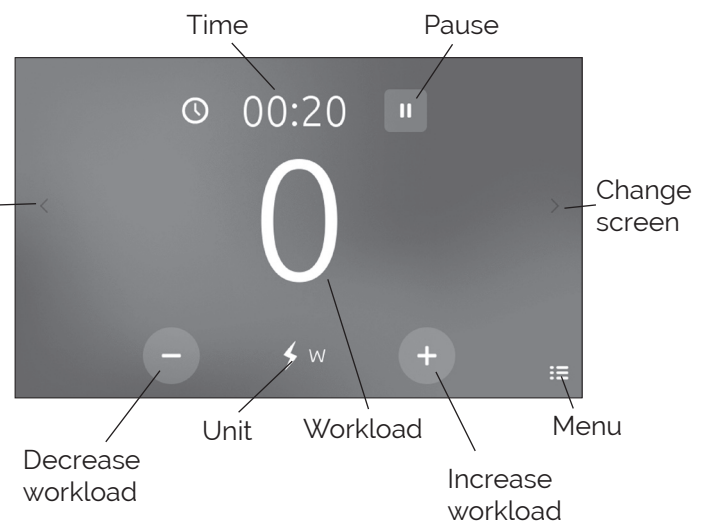 Time
Pause
00:20
0
Change
screen
W
Unit
Workload
Menu
Decrease
workload
Increase
workload